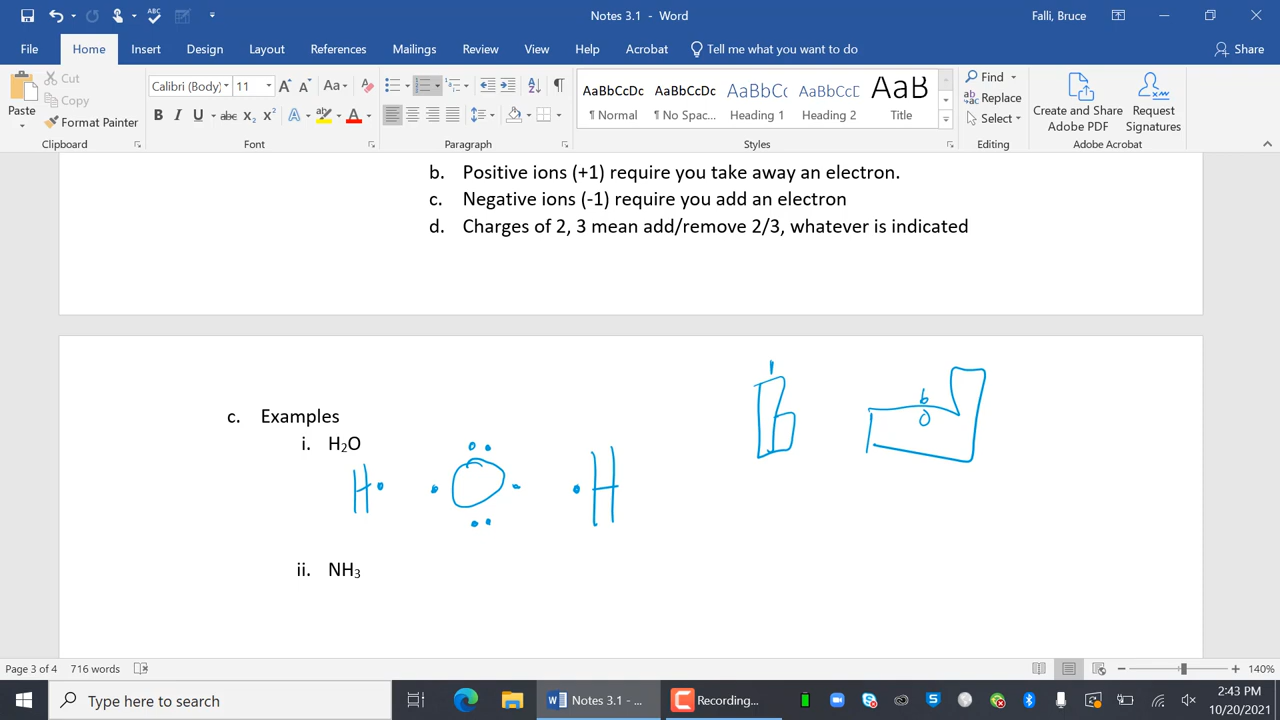 Notes 3.1 - Word
Falli, Bruce
File Home Insert Design Layout References Mailings Review View Help Acrobat Tell me what you want to do Share
Paste
Cut
Copy
Format Painter
Clipboard
Calibri (Body) 11
Font
Paragraph
AaBbCcDc AaBbCcDc AaBbCc AaBbCcD AaB
¶ Normal ¶ No Spac... Heading 1 Heading 2 Title
Styles
Find
Replace
Select
Editing
Create and Share Adobe PDF
Request Signatures
Adobe Acrobat
b. Positive ions (+1) require you take away an electron.
c. Negative ions (-1) require you add an electron
d. Charges of 2, 3 mean add/remove 2/3, whatever is indicated
c. Examples
i. H₂O
H O H
1
6
0
ii. NH₃
Page 3 of 4 716 words
140%
Type here to search
Notes 3.1 - ...
Recording...
2:43 PM
10/20/2021